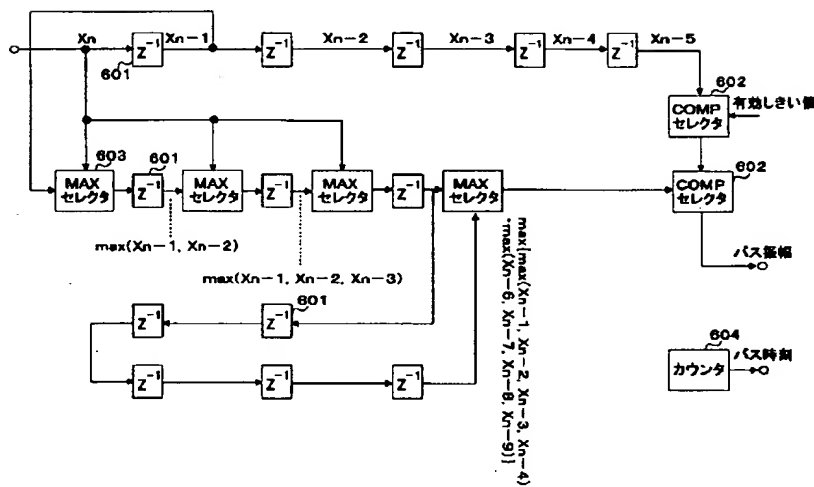 Xn
Z⁻¹
601
Xn-1
Z⁻¹
Xn-2
Z⁻¹
Xn-3
Z⁻¹
Xn-4
Z⁻¹
Xn-5
602
COMP
セレクタ
有効しきい値
603
MAX
セレクタ
601
Z⁻¹
MAX
セレクタ
Z⁻¹
MAX
セレクタ
Z⁻¹
MAX
セレクタ
602
COMP
セレクタ
max(Xn-1, Xn-2)
max(Xn-1, Xn-2, Xn-3)
max{max(Xn-1, Xn-2, Xn-3, Xn-4)
・max(Xn-6, Xn-7, Xn-8, Xn-9)}
パス振幅
Z⁻¹
601
Z⁻¹
Z⁻¹
Z⁻¹
Z⁻¹
604
カウンタ
パス時刻